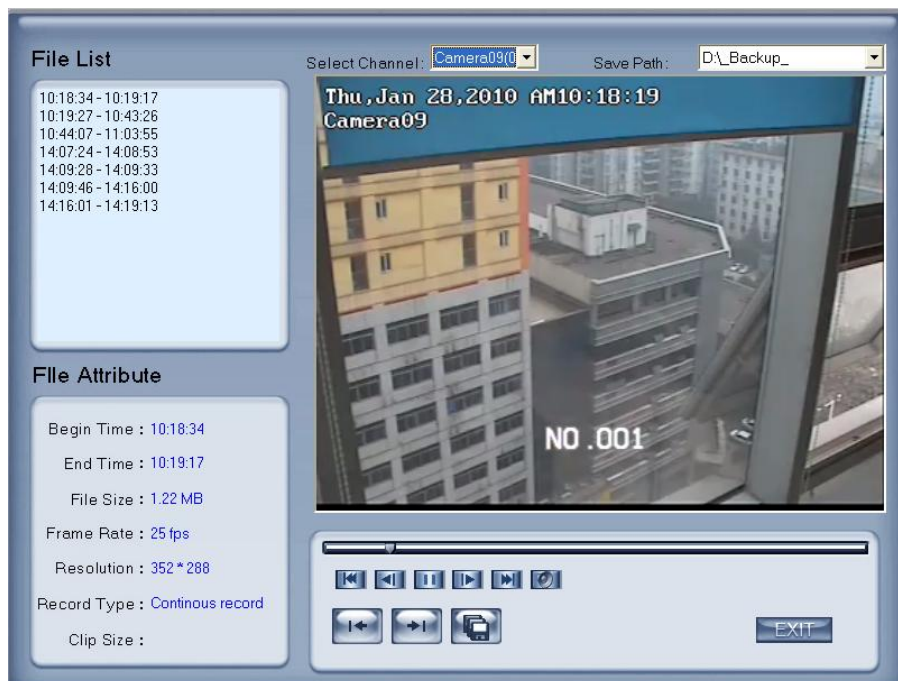 File List
Select Channel: Camera09(0
Save Path: D:\_Backup_
10:18:34 - 10:19:17
10:19:27 - 10:43:26
10:44:07 - 11:03:55
14:07:24 - 14:08:53
14:09:28 - 14:09:33
14:09:46 - 14:16:00
14:16:01 - 14:19:13
Thu,Jan 28,2010 AM10:18:19
Camera09
NO.001
FIle Attribute
Begin Time : 10:18:34
End Time : 10:19:17
File Size : 1.22 MB
Frame Rate : 25 fps
Resolution : 352 * 288
Record Type : Continous record
Clip Size :
EXIT